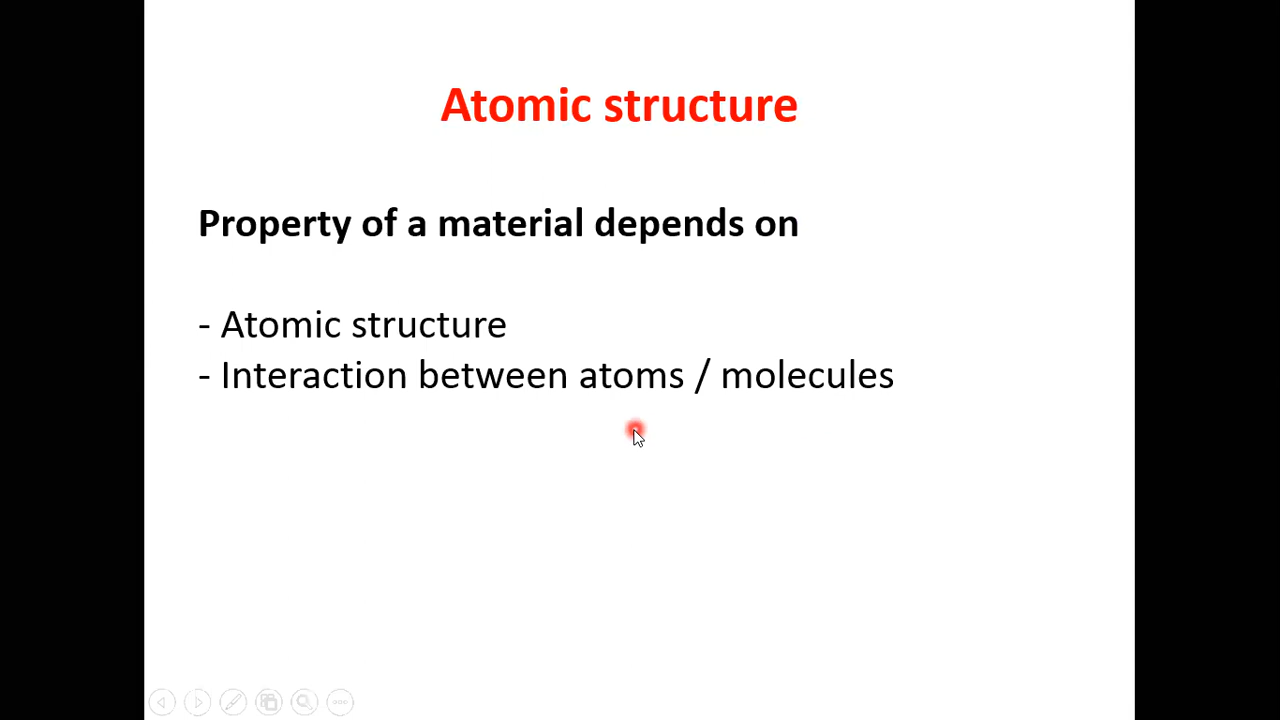 Atomic structure
Property of a material depends on
- Atomic structure
- Interaction between atoms / molecules